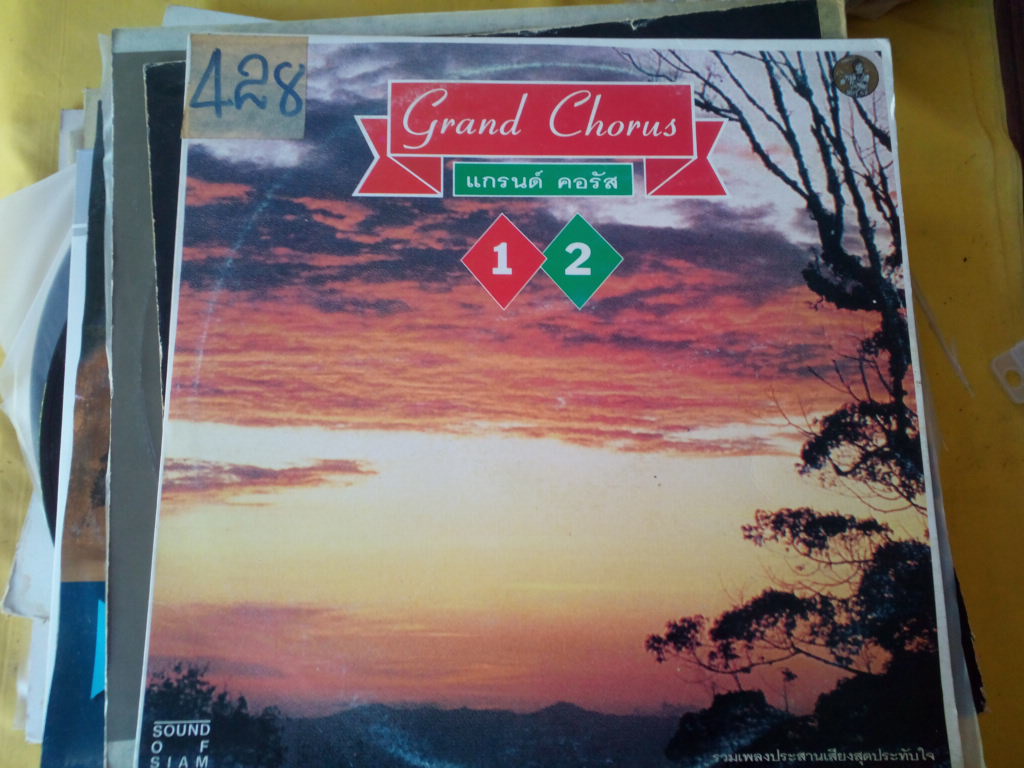 428
Grand Chorus
แกรนด์ คอรัส
1 2
SOUND
OF
SIAM
รวมเพลงประสานเสียงสุดประทับใจ